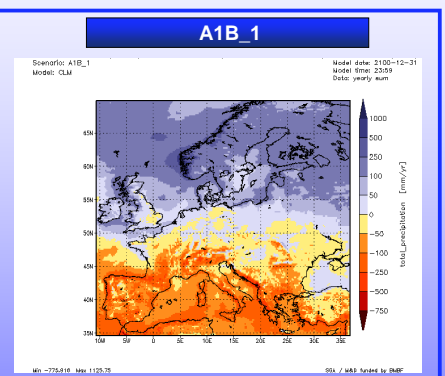 A1B_1
Scenario: A1B_1
Model: CLM
Model date: 2100-12-31
Model time: 23:59
Data: yearly sum
65N
60N
55N
50N
45N
40N
35N
10W 5W 0 5E 10E 15E 20E 25E 30E 35E
1000
500
250
100
50
0
-50
-100
-250
-500
-750
total_precipitation [mm/yr]
Min -775.918 Max 1125.75
SGA / M&D funded by BMBF